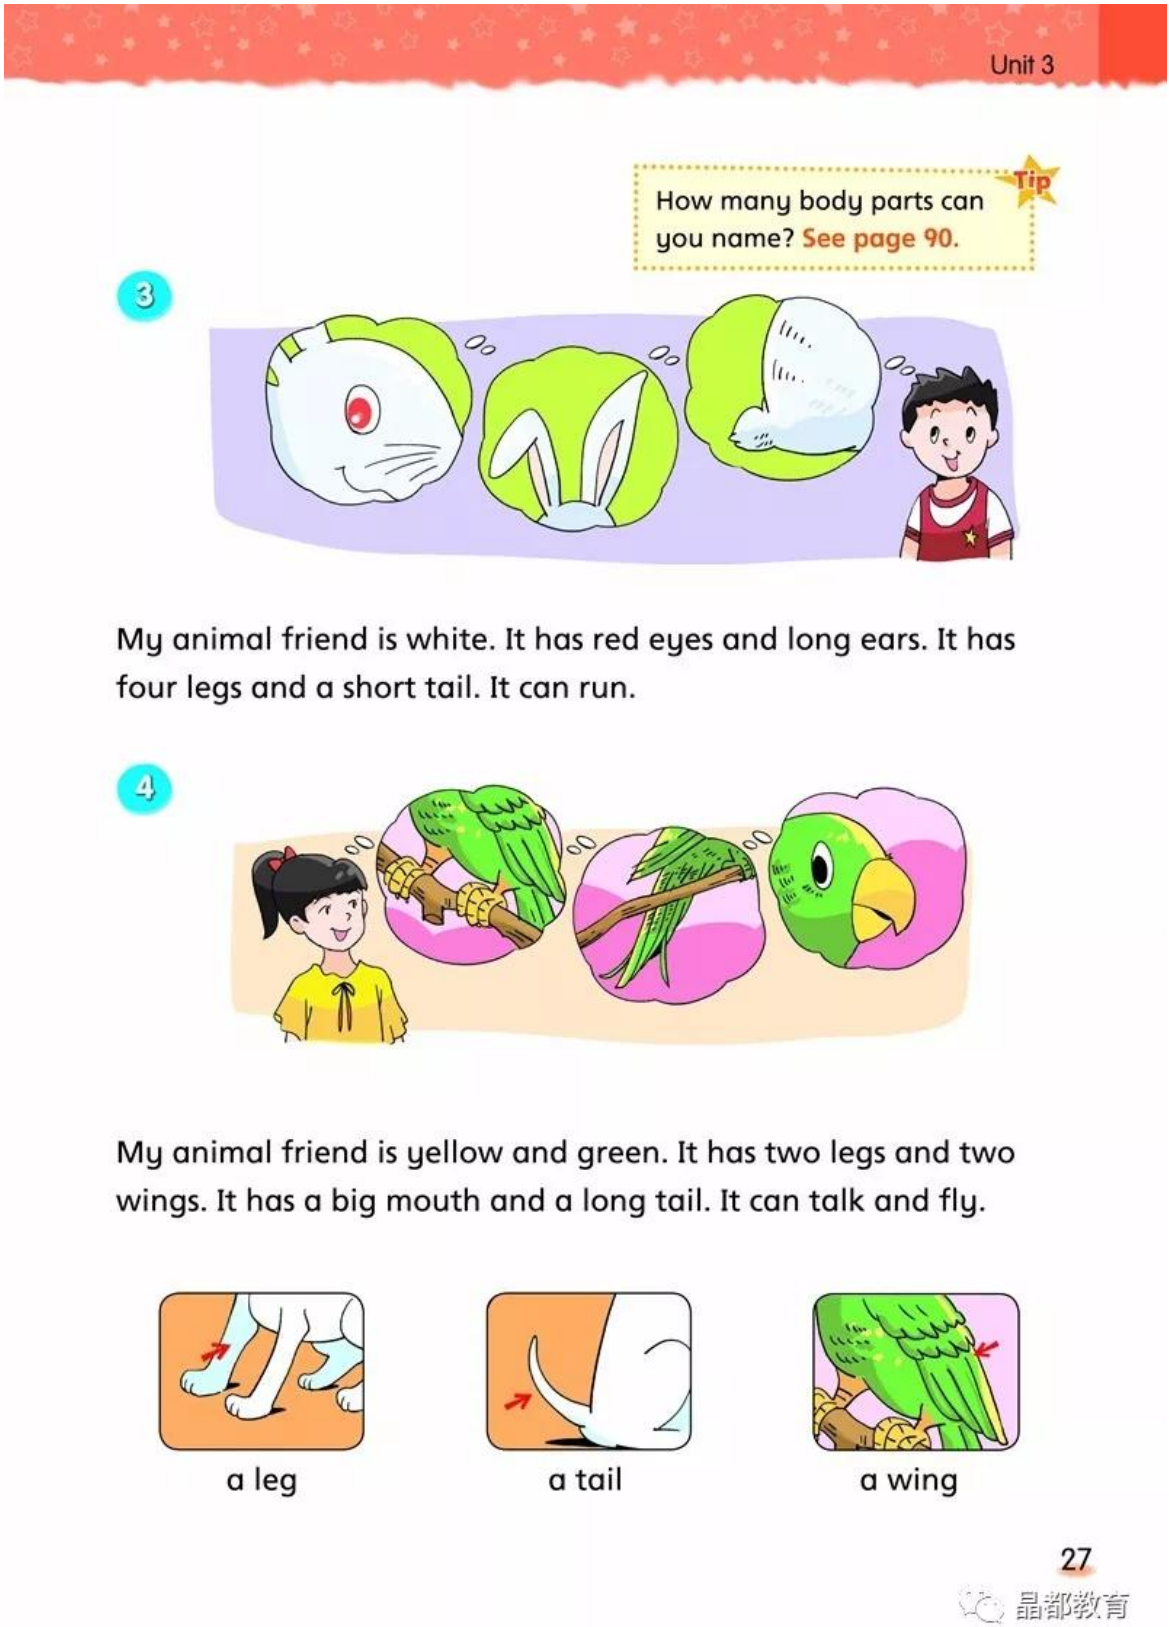 Unit 3
Tip
How many body parts can
you name? See page 90.
3
My animal friend is white. It has red eyes and long ears. It has
four legs and a short tail. It can run.
4
My animal friend is yellow and green. It has two legs and two
wings. It has a big mouth and a long tail. It can talk and fly.
a leg
a tail
a wing
27
晶都教育